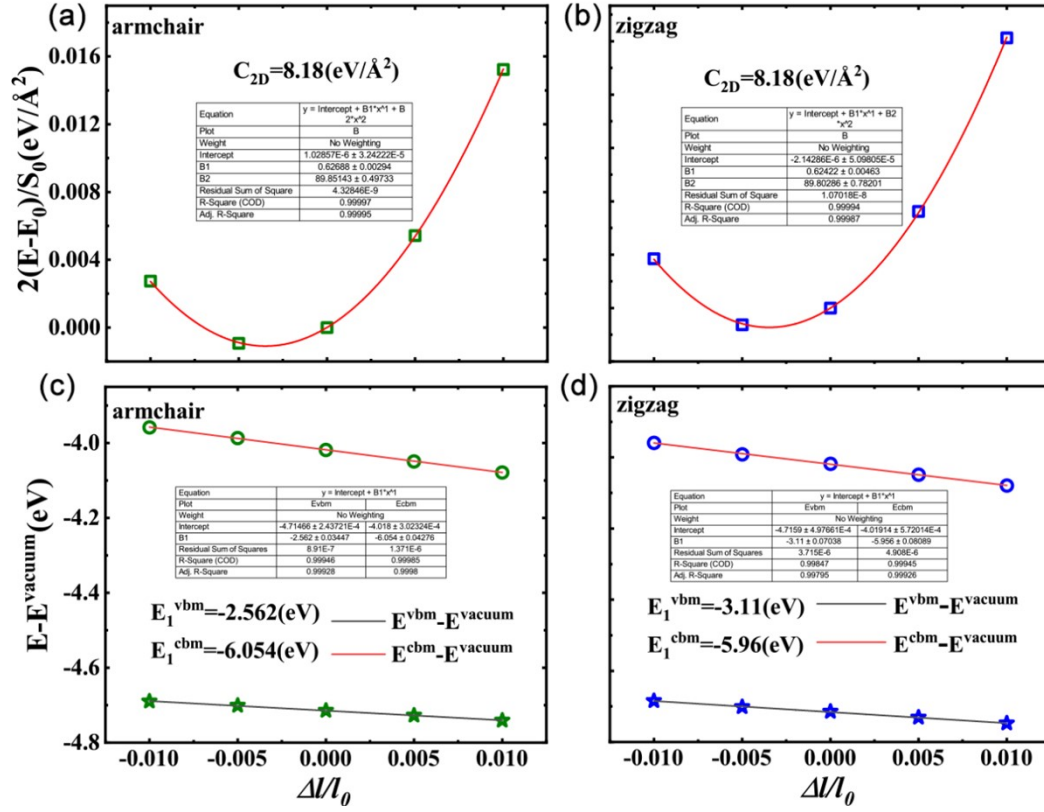 (a)
armchair
C2D=8.18(eV/Å2)
Equation y = Intercept + B1*x^1 + B
2*x^2
Plot B
Weight No Weighting
Intercept 1.02857E-6 ± 3.24222E-5
B1 0.62688 ± 0.00294
B2 89.85143 ± 0.49733
Residual Sum of Square 4.32846E-9
R-Square (COD) 0.99997
Adj. R-Square 0.99995
2(E-E0)/S0(eV/Å2)
0.016
0.012
0.008
0.004
0.000
(b)
zigzag
C2D=8.18(eV/Å2)
Equation y = Intercept + B1*x^1 + B2
*x^2
Plot B
Weight No Weighting
Intercept -2.14286E-6 ± 5.09805E-5
B1 0.62422 ± 0.00463
B2 89.80286 ± 0.78201
Residual Sum of Square 1.07018E-8
R-Square (COD) 0.99994
Adj. R-Square 0.99987
(c)
armchair
Equation y = Intercept + B1*x^1
Plot Evbm Ecbm
Weight No Weighting
Intercept -4.71466 ± 2.43721E-4 -4.018 ± 3.02324E-4
B1 -2.562 ± 0.03447 -6.054 ± 0.04276
Residual Sum of Squares 8.91E-7 1.371E-6
R-Square (COD) 0.99946 0.99985
Adj. R-Square 0.99928 0.9998
E1vbm=-2.562(eV) Evbm-Evacuum
E1cbm=-6.054(eV) Ecbm-Evacuum
E-Evacuum(eV)
-4.0
-4.2
-4.4
-4.6
-4.8
-0.010 -0.005 0.000 0.005 0.010
Δl/l0
(d)
zigzag
Equation y = Intercept + B1*x^1
Plot Evbm Ecbm
Weight No Weighting
Intercept -4.7159 ± 4.97661E-4 -4.01914 ± 5.72014E-4
B1 -3.11 ± 0.07038 -5.956 ± 0.08089
Residual Sum of Squares 3.715E-6 4.908E-6
R-Square (COD) 0.99847 0.99945
Adj. R-Square 0.99795 0.99926
E1vbm=-3.11(eV) Evbm-Evacuum
E1cbm=-5.96(eV) Ecbm-Evacuum
-0.010 -0.005 0.000 0.005 0.010
Δl/l0